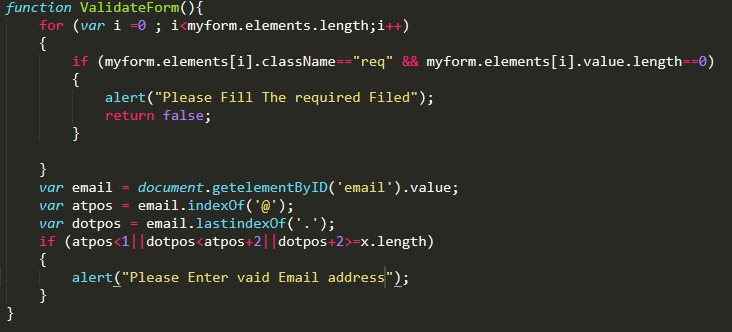 function ValidateForm(){
for (var i =0 ; i<myform.elements.length;i++)
{
if (myform.elements[i].className=="req" && myform.elements[i].value.length==0)
{
alert("Please Fill The required Filed");
return false;
}
}
var email = document.getelementByID('email').value;
var atpos = email.indexOf('@');
var dotpos = email.lastindexOf('.');
if (atpos<1||dotpos<atpos+2||dotpos+2>=x.length)
{
alert("Please Enter vaid Email address");
}
}